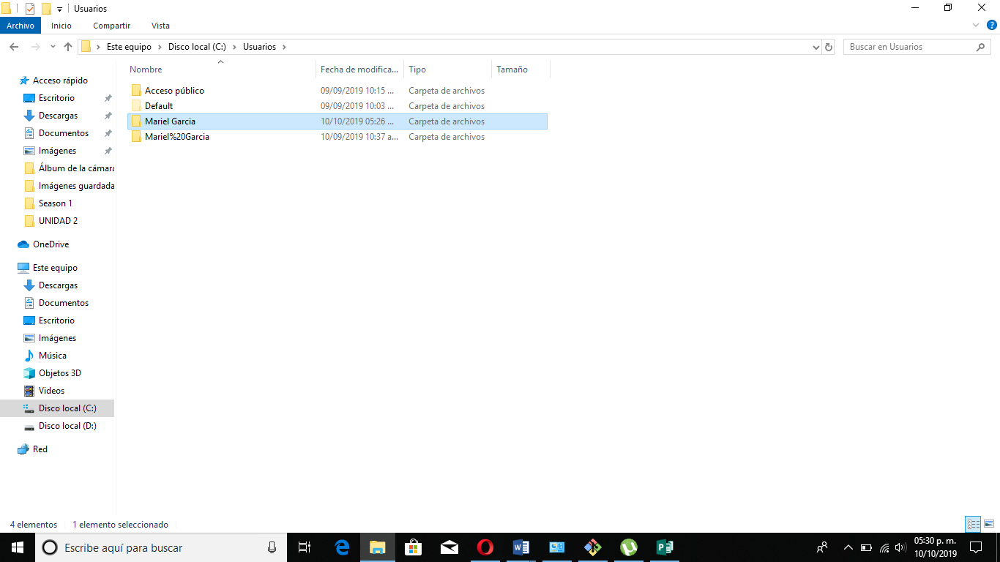 Usuarios
Archivo Inicio Compartir Vista
Este equipo Disco local (C:) Usuarios
Buscar en Usuarios
Nombre Fecha de modifica... Tipo Tamaño
Acceso público 09/09/2019 10:15 ... Carpeta de archivos
Default 09/09/2019 10:03 ... Carpeta de archivos
Mariel Garcia 10/10/2019 05:26 ... Carpeta de archivos
Mariel%20Garcia 10/09/2019 10:37 a... Carpeta de archivos
Acceso rápido
Escritorio
Descargas
Documentos
Imágenes
Álbum de la cámara
Imágenes guardada
Season 1
UNIDAD 2
OneDrive
Este equipo
Descargas
Documentos
Escritorio
Imágenes
Música
Objetos 3D
Videos
Disco local (C:)
Disco local (D:)
Red
4 elementos 1 elemento seleccionado
Escribe aquí para buscar
05:30 p. m.
10/10/2019